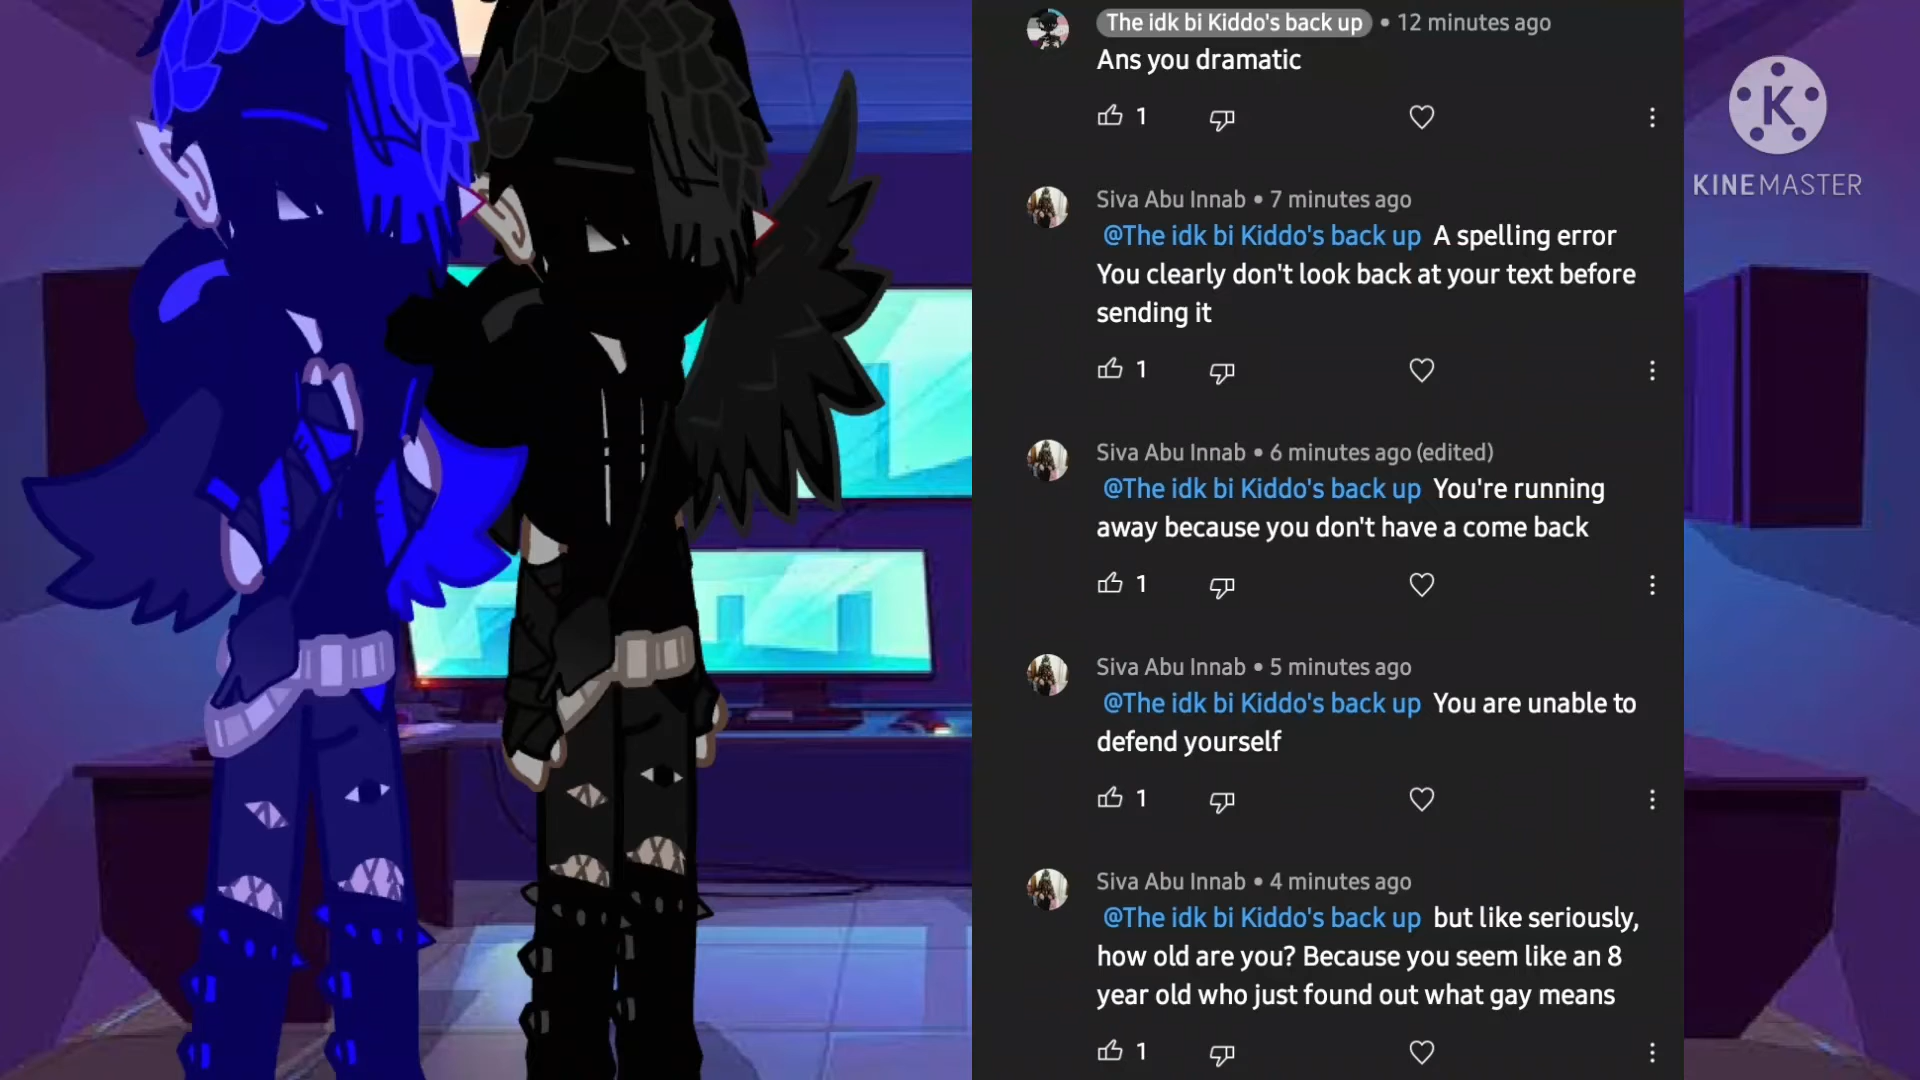 The idk bi Kiddo's back up • 12 minutes ago
Ans you dramatic
1
K
KINEMASTER
Siva Abu Innab • 7 minutes ago
@The idk bi Kiddo's back up A spelling error
You clearly don't look back at your text before
sending it
1
Siva Abu Innab • 6 minutes ago (edited)
@The idk bi Kiddo's back up You're running
away because you don't have a come back
1
Siva Abu Innab • 5 minutes ago
@The idk bi Kiddo's back up You are unable to
defend yourself
1
Siva Abu Innab • 4 minutes ago
@The idk bi Kiddo's back up but like seriously,
how old are you? Because you seem like an 8
year old who just found out what gay means
1